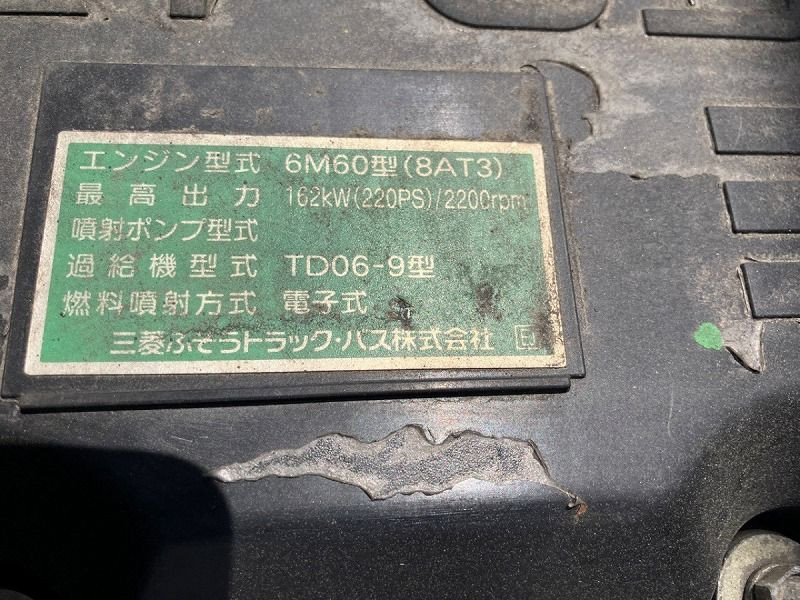 エンジン型式 6M60型(8AT3)
最高出力 162kW(220PS)/2200rpm
噴射ポンプ型式
過給機型式 TD06-9型
燃料噴射方式 電子式
三菱ふそうトラック・バス株式会社